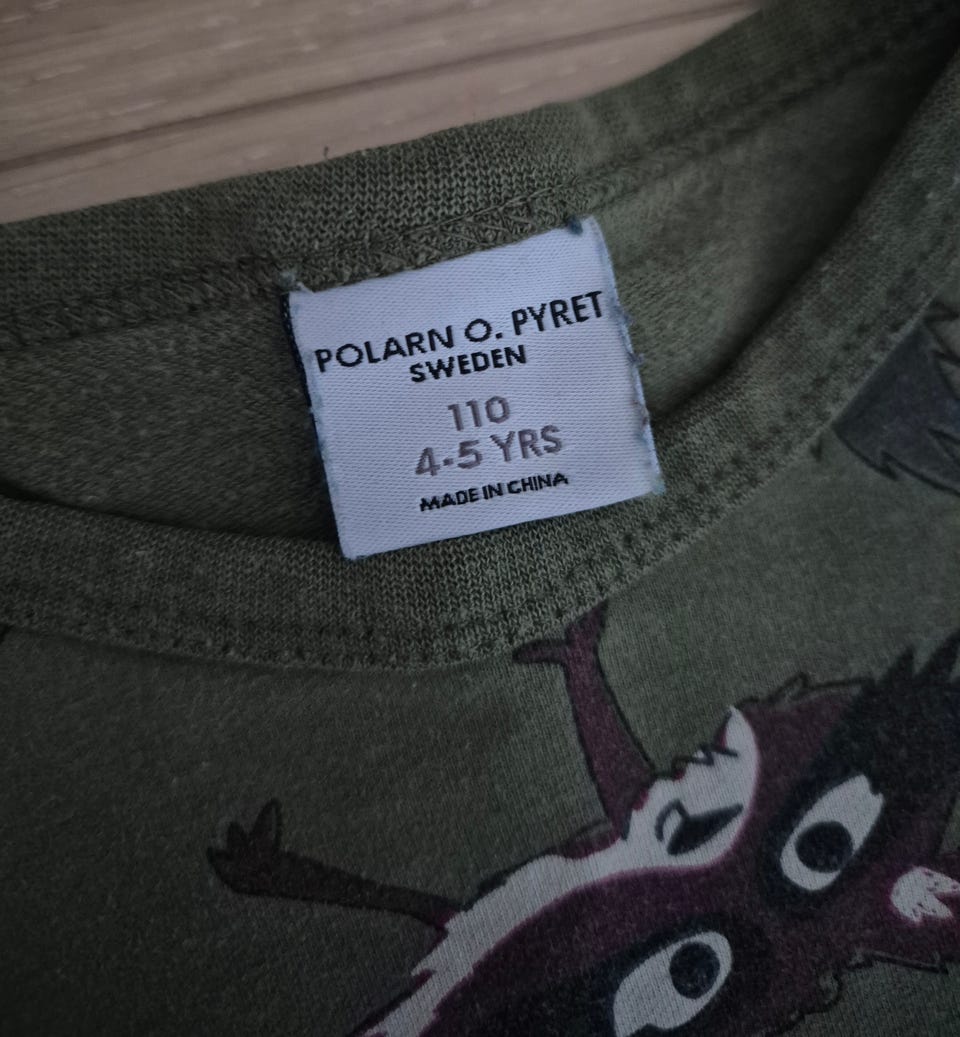 POLARN O. PYRET
SWEDEN
110
4-5 YRS
MADE IN CHINA